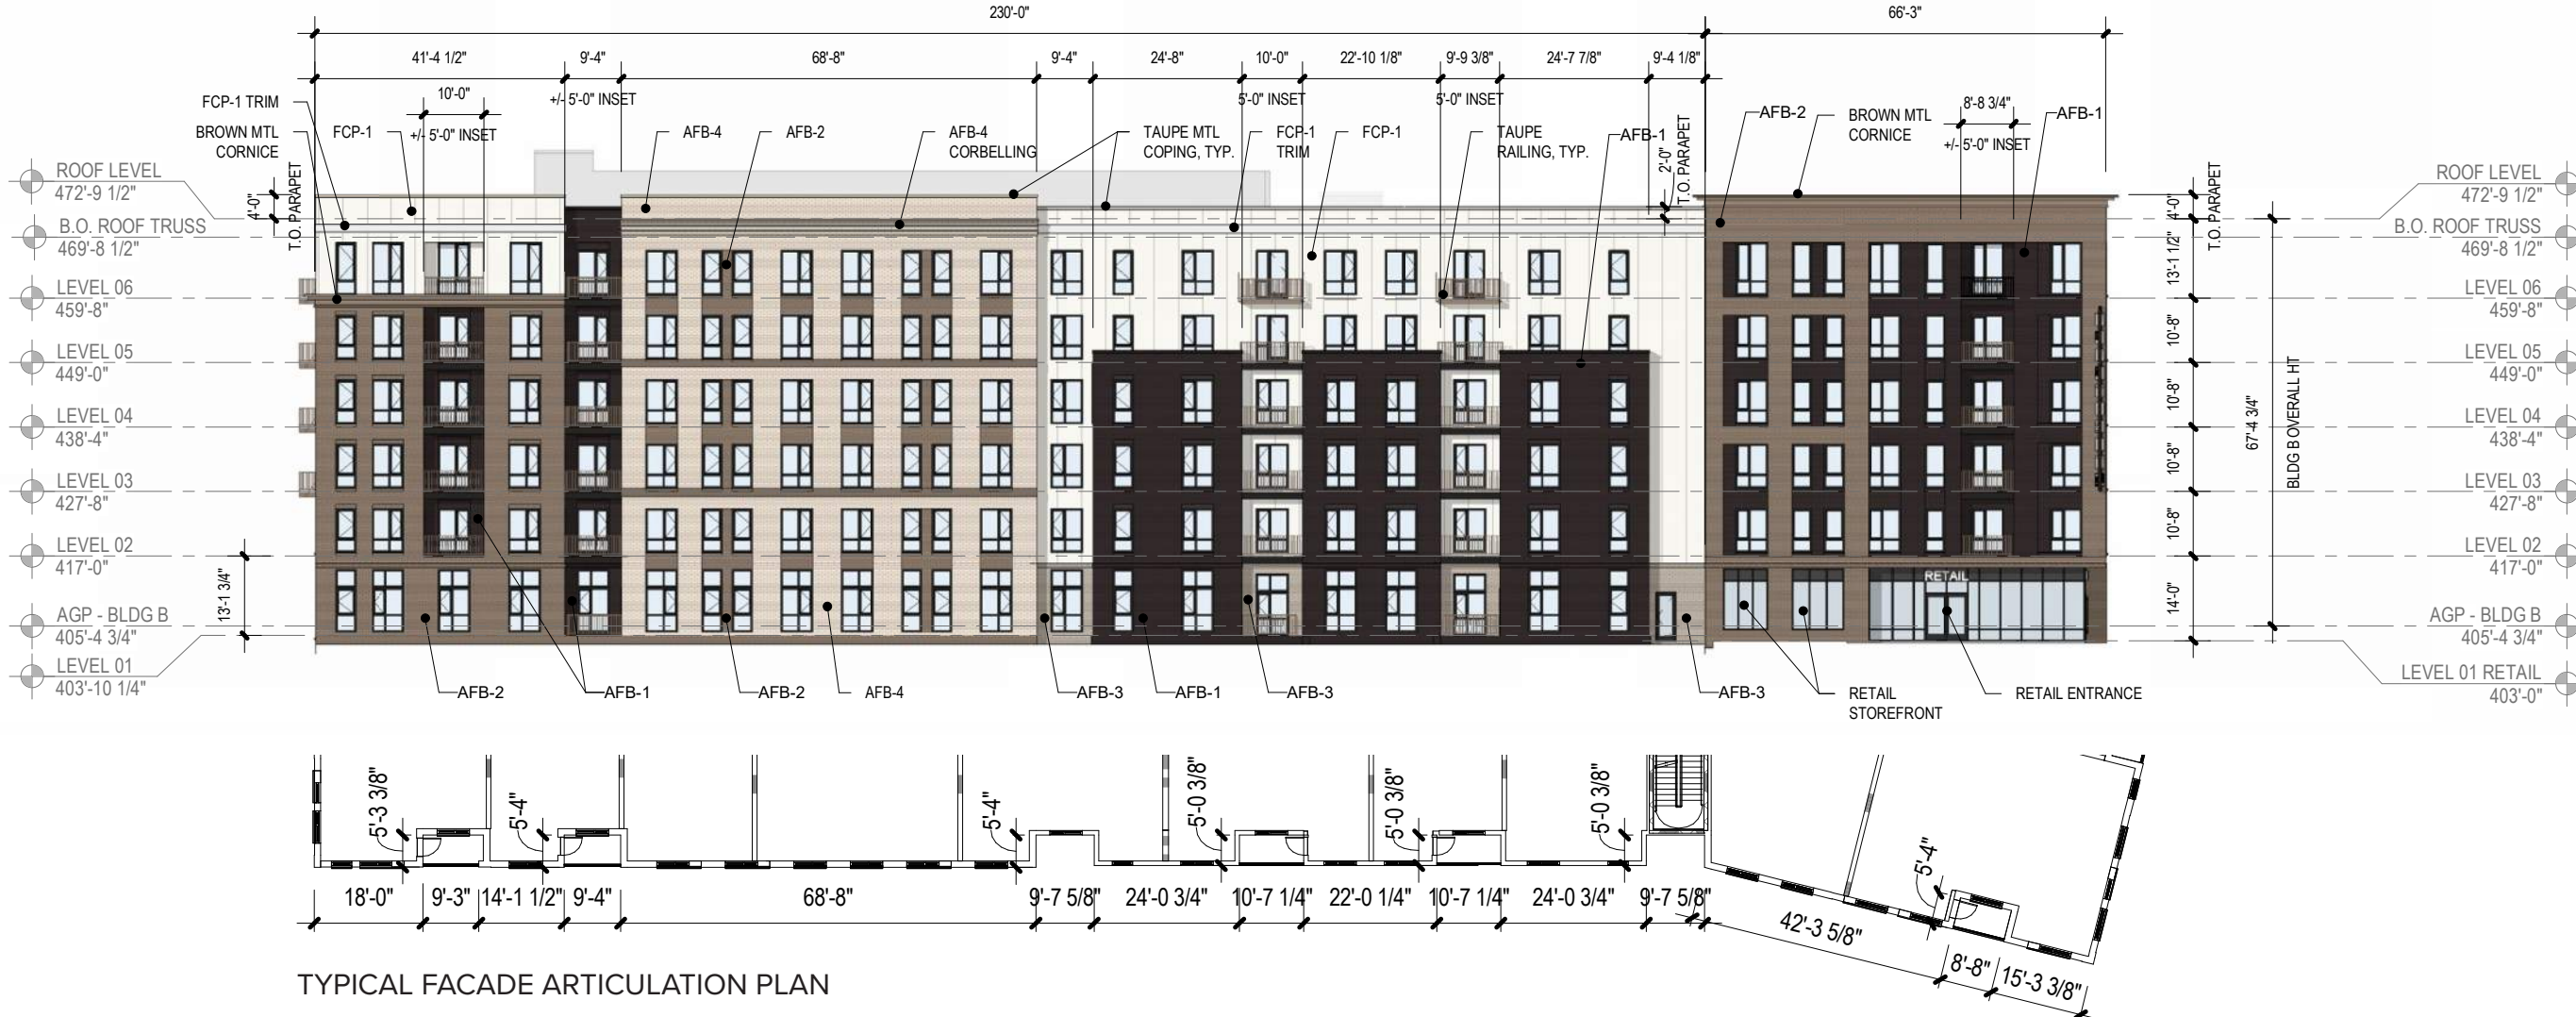 230'-0"
66'-3"
41'-4 1/2"
9'-4"
68'-8"
9'-4"
24'-8"
10'-0"
22'-10 1/8"
9'-9 3/8"
24'-7 7/8"
9'-4 1/8"
FCP-1 TRIM
10'-0"
+/- 5'-0" INSET
5'-0" INSET
5'-0" INSET
8'-8 3/4"
AFB-2
BROWN MTL
CORNICE
AFB-1
BROWN MTL
CORNICE
FCP-1
+/- 5'-0" INSET
AFB-4
AFB-2
AFB-4
CORBELLING
TAUPE MTL
COPING, TYP.
FCP-1
TRIM
FCP-1
TAUPE
RAILING, TYP.
AFB-1
2'-0"
T.O. PARAPET
+/- 5'-0" INSET
ROOF LEVEL
472'-9 1/2"
4'-0"
T.O. PARAPET
B.O. ROOF TRUSS
469'-8 1/2"
LEVEL 06
459'-8"
LEVEL 05
449'-0"
LEVEL 04
438'-4"
LEVEL 03
427'-8"
LEVEL 02
417'-0"
13'-1 3/4"
AGP - BLDG B
405'-4 3/4"
LEVEL 01
403'-10 1/4"
4'-0"
T.O. PARAPET
13'-1 1/2"
10'-8"
10'-8"
10'-8"
10'-8"
14'-0"
67'-4 3/4"
BLDG B OVERALL HT
ROOF LEVEL
472'-9 1/2"
B.O. ROOF TRUSS
469'-8 1/2"
LEVEL 06
459'-8"
LEVEL 05
449'-0"
LEVEL 04
438'-4"
LEVEL 03
427'-8"
LEVEL 02
417'-0"
AGP - BLDG B
405'-4 3/4"
LEVEL 01 RETAIL
403'-0"
RETAIL
AFB-2
AFB-1
AFB-2
AFB-4
AFB-3
AFB-1
AFB-3
AFB-3
RETAIL
STOREFRONT
RETAIL ENTRANCE
5'-3 3/8"
5'-4"
5'-4"
5'-0 3/8"
5'-0 3/8"
5'-0 3/8"
5'-4"
18'-0"
9'-3"
14'-1 1/2"
9'-4"
68'-8"
9'-7 5/8"
24'-0 3/4"
10'-7 1/4"
22'-0 1/4"
10'-7 1/4"
24'-0 3/4"
9'-7 5/8"
42'-3 5/8"
8'-8"
15'-3 3/8"
TYPICAL FACADE ARTICULATION PLAN